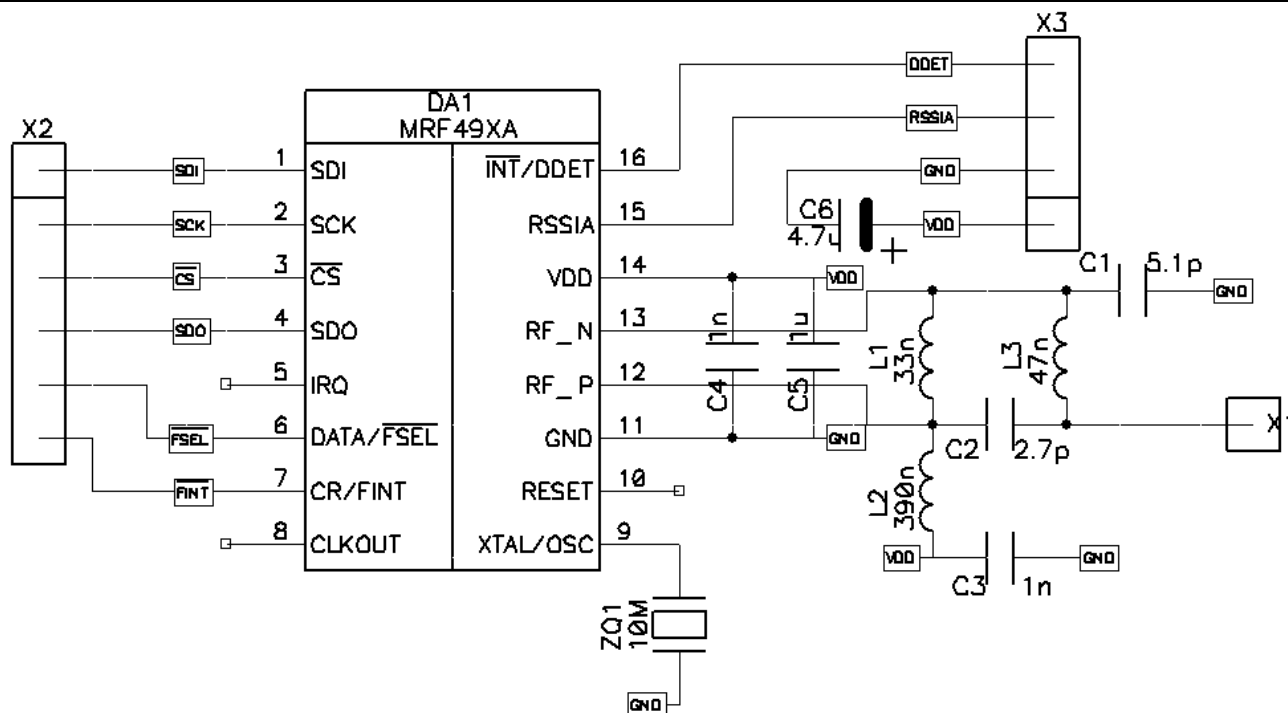 X3
DDET
DA1
MRF49XA
X2
RSSIA
SDI
1
SDI
INT/DDET
16
GND
SCK
2
SCK
RSSIA
15
C6
4.7u
+
VDD
CS
3
CS
VDD
14
VDD
C1
5.1p
GND
SDO
4
SDO
RF_N
13
1n
1u
L1
33n
L3
47n
5
IRQ
RF_P
12
C4
C5
FSEL
6
DATA/FSEL
GND
11
GND
C2
2.7p
X
FINT
7
CR/FINT
RESET
10
L2
390n
8
CLKOUT
XTAL/OSC
9
VDD
C3
1n
GND
ZQ1
10M
GND